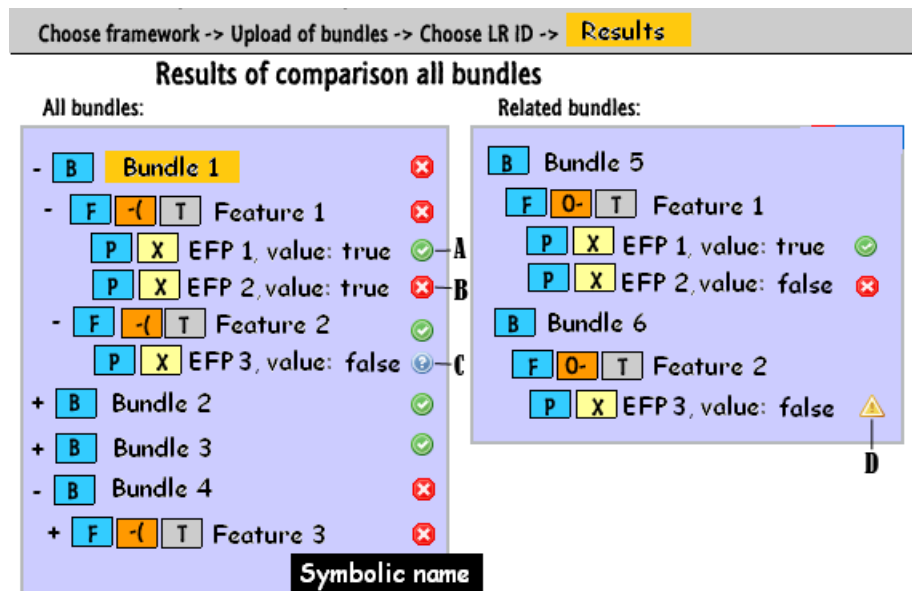 Choose framework -> Upload of bundles -> Choose LR ID -> Results
Results of comparison all bundles
All bundles:
- B Bundle 1
- F -( T Feature 1
P X EFP 1, value: true A
P X EFP 2, value: true B
- F -( T Feature 2
P X EFP 3, value: false ? C
+ B Bundle 2
+ B Bundle 3
- B Bundle 4
+ F -( T Feature 3
Symbolic name
Related bundles:
B Bundle 5
F O- T Feature 1
P X EFP 1, value: true
P X EFP 2, value: false
B Bundle 6
F O- T Feature 2
P X EFP 3, value: false
D